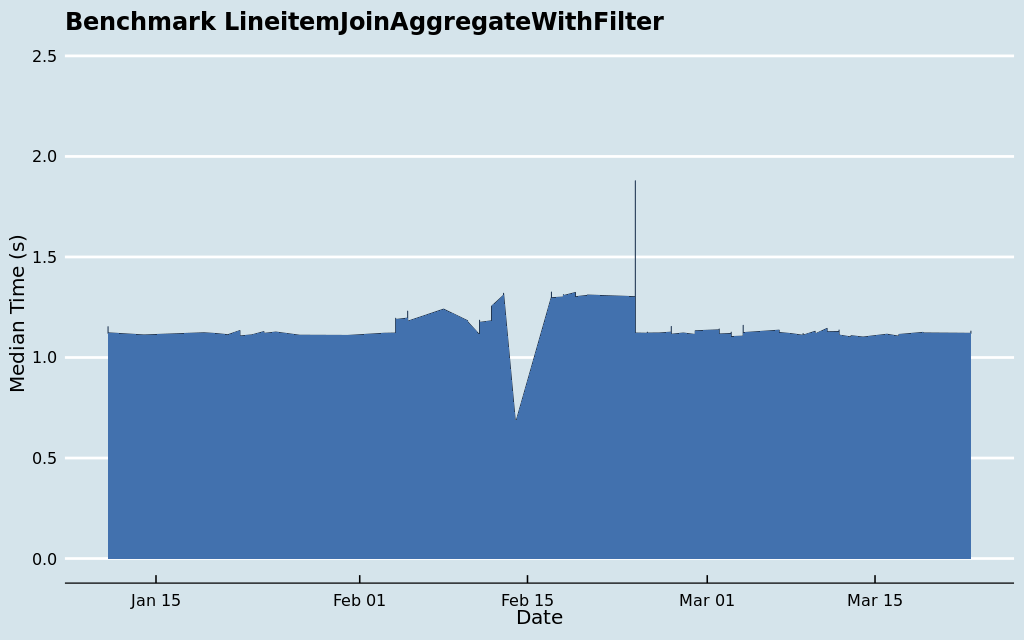 Benchmark LineitemJoinAggregateWithFilter
2.5
2.0
1.5
1.0
0.5
0.0
Median Time (s)
Jan 15
Feb 01
Feb 15
Mar 01
Mar 15
Date